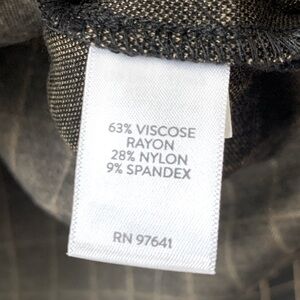 63% VISCOSE
RAYON
28% NYLON
9% SPANDEX
RN 97641